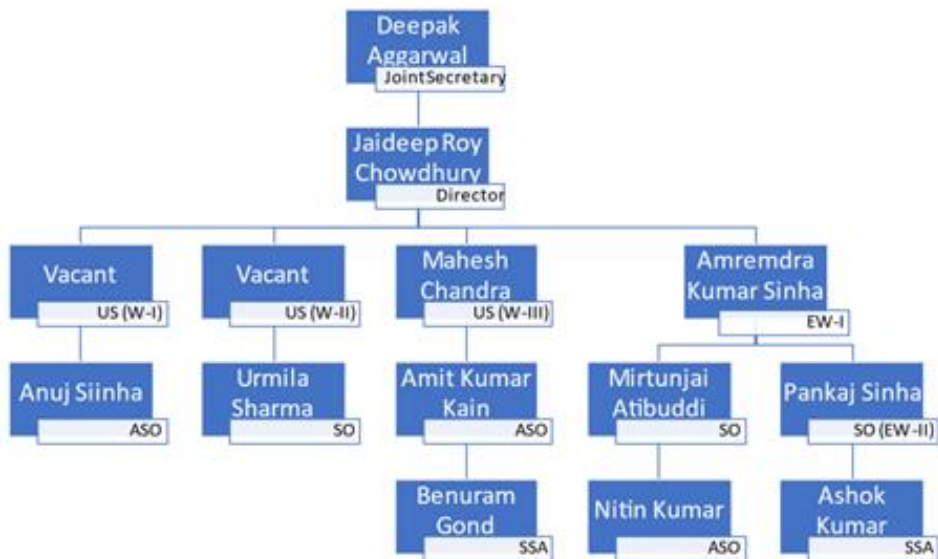 Deepak
Aggarwal
JointSecretary
Jaideep Roy
Chowdhury
Director
Vacant
US (W-I)
Vacant
US (W-II)
Mahesh
Chandra
US (W-III)
Amremdra
Kumar Sinha
EW-I
Anuj Siinha
ASO
Urmila
Sharma
SO
Amit Kumar
Kain
ASO
Mirtunjai
Atibuddi
SO
Pankaj Sinha
SO (EW-II)
Benuram
Gond
SSA
Nitin Kumar
ASO
Ashok
Kumar
SSA